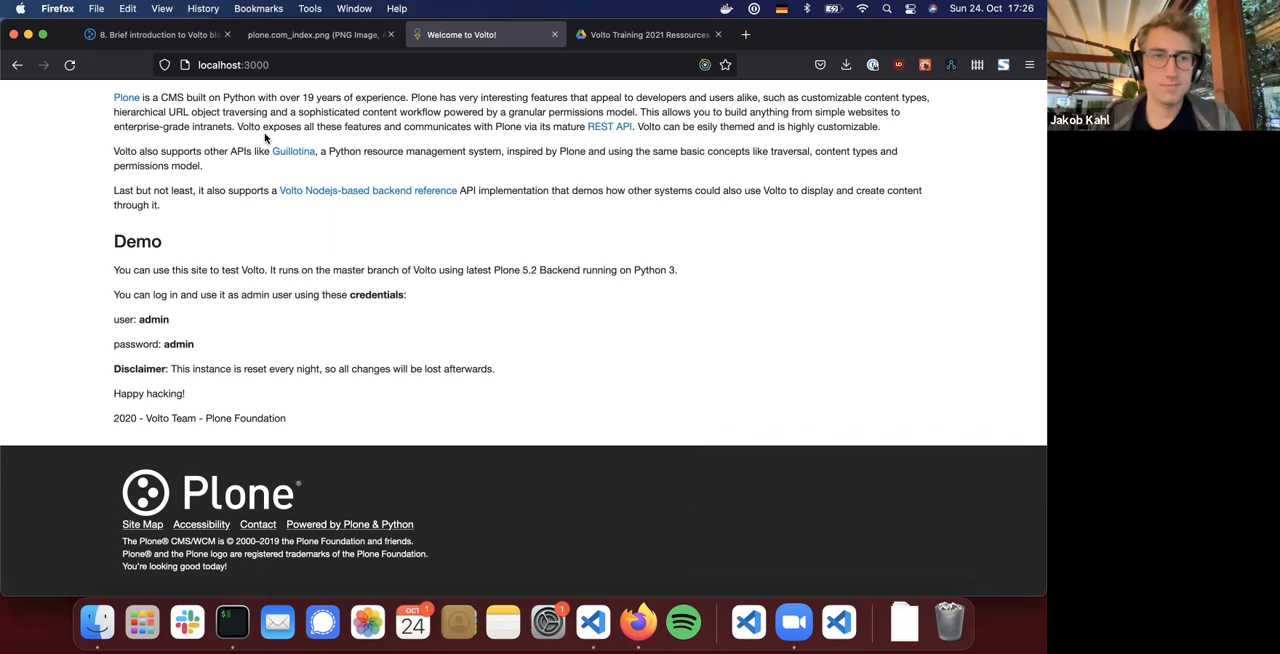 Firefox File Edit View History Bookmarks Tools Window Help Sun 24. Oct 17:26
8. Brief introduction to Volto blo plone.com_index.png (PNG Image, 4 Welcome to Volto! Volto Training 2021 Ressources
localhost:3000
Plone is a CMS built on Python with over 19 years of experience. Plone has very interesting features that appeal to developers and users alike, such as customizable content types,
hierarchical URL object traversing and a sophisticated content workflow powered by a granular permissions model. This allows you to build anything from simple websites to
enterprise-grade intranets. Volto exposes all these features and communicates with Plone via its mature REST API. Volto can be esily themed and is highly customizable.
Volto also supports other APIs like Guillotina, a Python resource management system, inspired by Plone and using the same basic concepts like traversal, content types and
permissions model.
Last but not least, it also supports a Volto Nodejs-based backend reference API implementation that demos how other systems could also use Volto to display and create content
through it.
Demo
You can use this site to test Volto. It runs on the master branch of Volto using latest Plone 5.2 Backend running on Python 3.
You can log in and use it as admin user using these credentials:
user: admin
password: admin
Disclaimer: This instance is reset every night, so all changes will be lost afterwards.
Happy hacking!
2020 - Volto Team - Plone Foundation
Plone®
Site Map Accessibility Contact Powered by Plone & Python
The Plone® CMS/WCM is © 2000–2019 the Plone Foundation and friends.
Plone® and the Plone logo are registered trademarks of the Plone Foundation.
You're looking good today!
OCT 1
24
1
Jakob Kahl